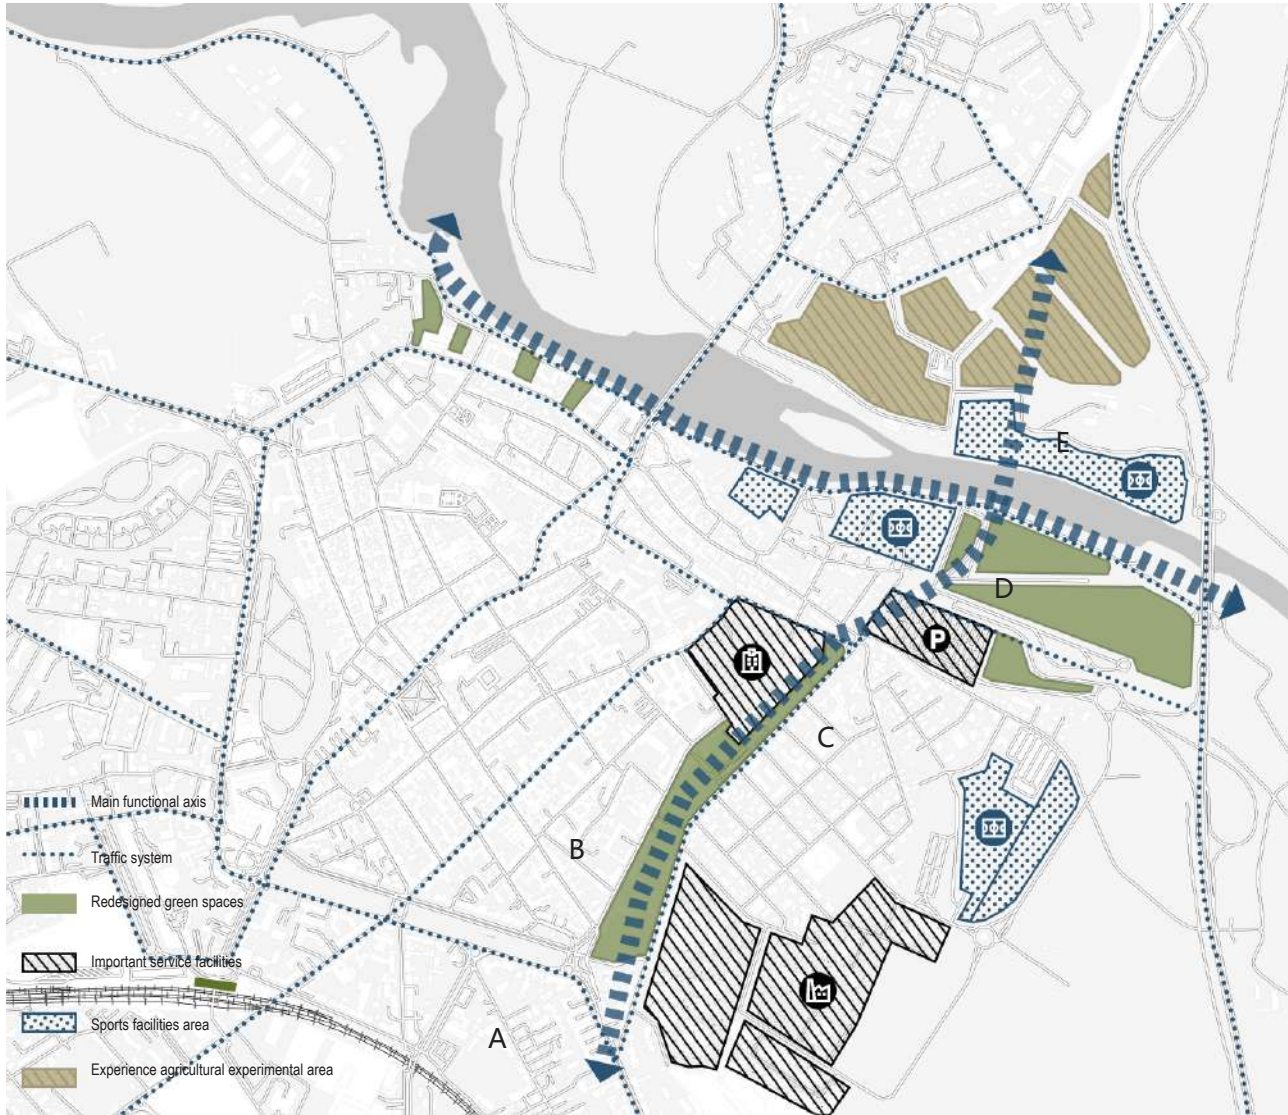 E
D
P
C
B
A
Main functional axis
Traffic system
Redesigned green spaces
Important service facilities
Sports facilities area
Experience agricultural experimental area